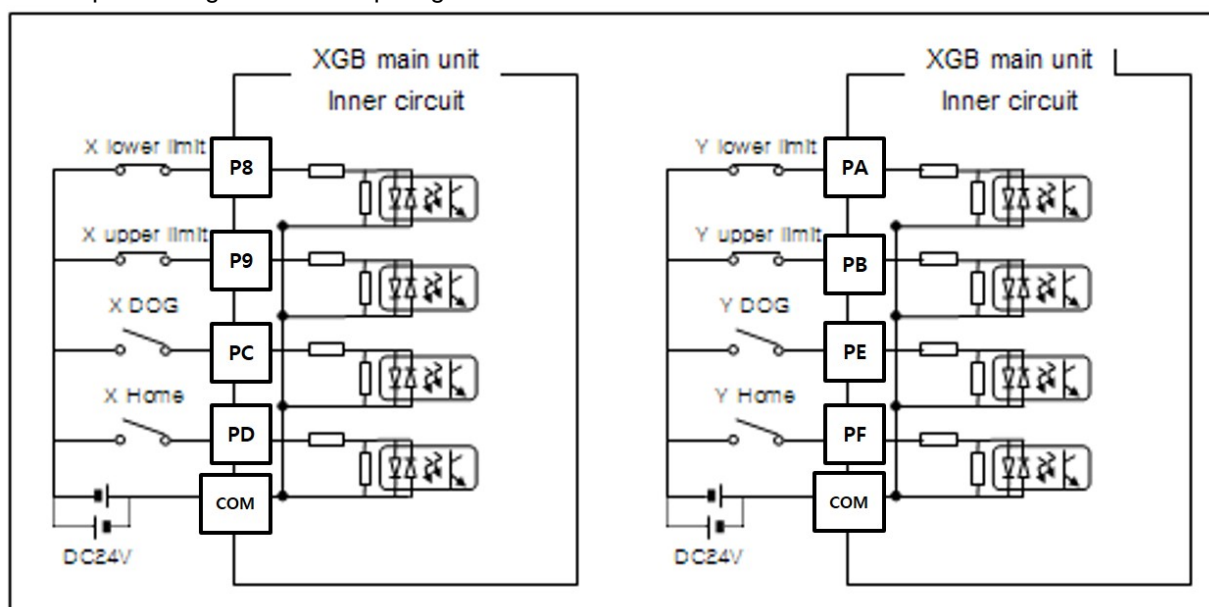 XGB main unit
Inner circuit
X lower limit
P8
X upper limit
P9
X DOG
PC
X Home
PD
COM
DC24V
XGB main unit
Inner circuit
Y lower limit
PA
Y upper limit
PB
Y DOG
PE
Y Home
PF
COM
DC24V